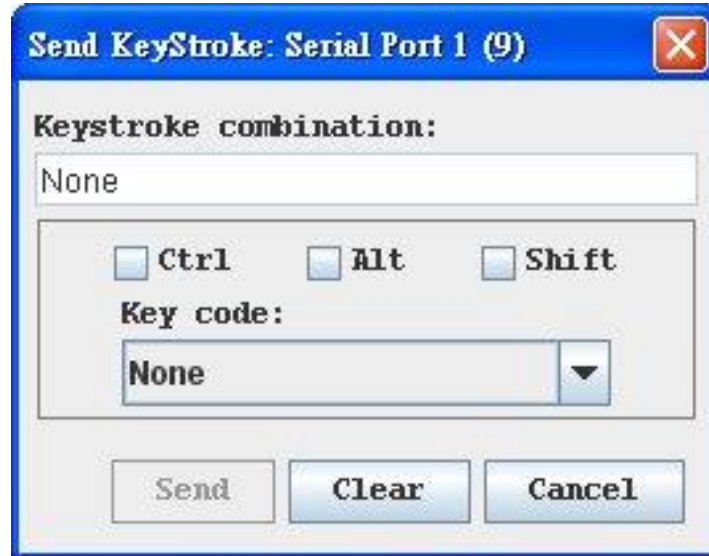 Send KeyStroke: Serial Port 1 (9)
Keystroke combination:
None
Ctrl Alt Shift
Key code:
None
Send Clear Cancel